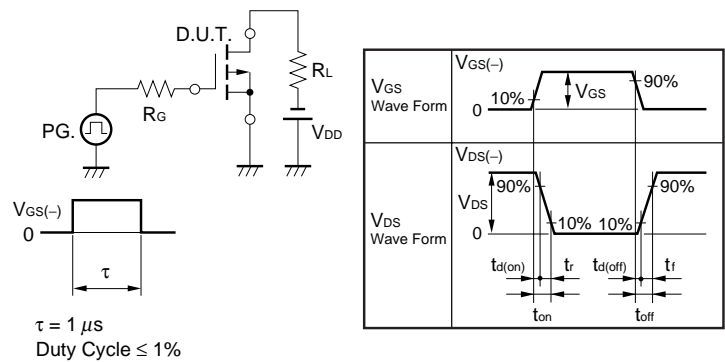 D.U.T.
RL
RG
PG.
VDD
VGS(−)
0
τ
τ = 1 μs
Duty Cycle ≤ 1%
VGS
Wave Form
VGS(−)
10%
0
VGS
90%
VDS
Wave Form
VDS(−)
90%
VDS
0
10%
10%
90%
td(on)
tr
td(off)
tf
ton
toff